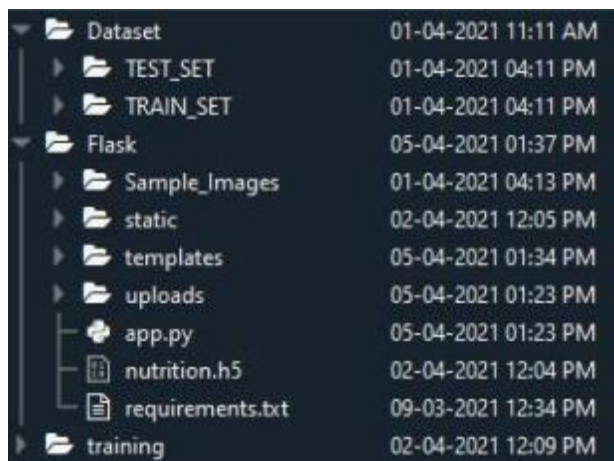 Dataset 01-04-2021 11:11 AM
TEST_SET 01-04-2021 04:11 PM
TRAIN_SET 01-04-2021 04:11 PM
Flask 05-04-2021 01:37 PM
Sample_Images 01-04-2021 04:13 PM
static 02-04-2021 12:05 PM
templates 05-04-2021 01:34 PM
uploads 05-04-2021 01:23 PM
app.py 05-04-2021 01:23 PM
nutrition.h5 02-04-2021 12:04 PM
requirements.txt 09-03-2021 12:34 PM
training 02-04-2021 12:09 PM